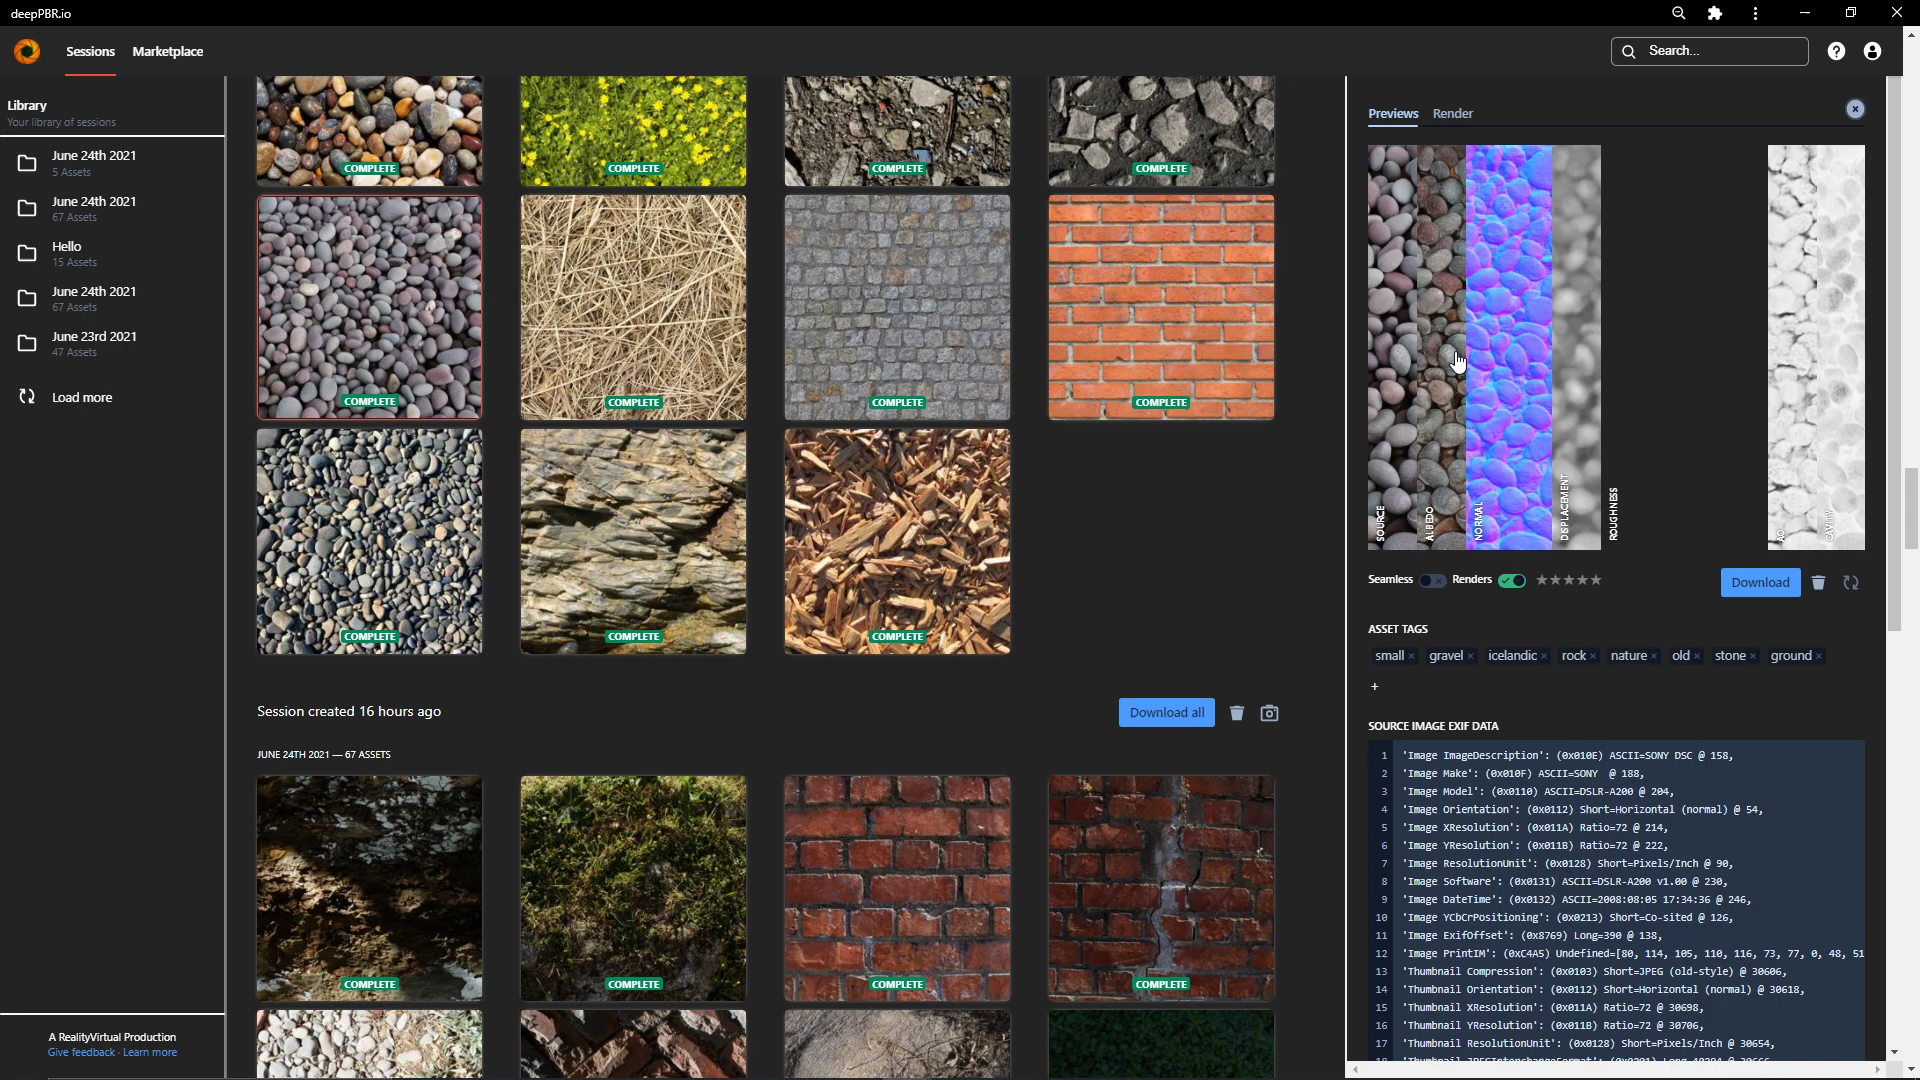 deepPBR.io
Sessions Marketplace
Search...
Library
Your library of sessions
June 24th 2021
5 Assets
June 24th 2021
67 Assets
Hello
15 Assets
June 24th 2021
67 Assets
June 23rd 2021
47 Assets
Load more
A RealityVirtual Production
Give feedback · Learn more
COMPLETE COMPLETE COMPLETE COMPLETE
COMPLETE COMPLETE COMPLETE COMPLETE
COMPLETE COMPLETE COMPLETE
Session created 16 hours ago
Download all
JUNE 24TH 2021 — 67 ASSETS
COMPLETE COMPLETE COMPLETE COMPLETE
Previews Render
SOURCE
ALBEDO
NORMAL
DISPLACEMENT
ROUGHNESS
AO
CAVITY
Seamless Renders
Download
ASSET TAGS
small × gravel × icelandic × rock × nature × old × stone × ground ×
+
SOURCE IMAGE EXIF DATA
1 'Image ImageDescription': (0x010E) ASCII=SONY DSC @ 158,
2 'Image Make': (0x010F) ASCII=SONY @ 188,
3 'Image Model': (0x0110) ASCII=DSLR-A200 @ 204,
4 'Image Orientation': (0x0112) Short=Horizontal (normal) @ 54,
5 'Image XResolution': (0x011A) Ratio=72 @ 214,
6 'Image YResolution': (0x011B) Ratio=72 @ 222,
7 'Image ResolutionUnit': (0x0128) Short=Pixels/Inch @ 90,
8 'Image Software': (0x0131) ASCII=DSLR-A200 v1.00 @ 230,
9 'Image DateTime': (0x0132) ASCII=2008:08:05 17:34:36 @ 246,
10 'Image YCbCrPositioning': (0x0213) Short=Co-sited @ 126,
11 'Image ExifOffset': (0x8769) Long=390 @ 138,
12 'Image PrintIM': (0xC4A5) Undefined=[80, 114, 105, 110, 116, 73, 77, 0, 48, 51
13 'Thumbnail Compression': (0x0103) Short=JPEG (old-style) @ 30606,
14 'Thumbnail Orientation': (0x0112) Short=Horizontal (normal) @ 30618,
15 'Thumbnail XResolution': (0x011A) Ratio=72 @ 30698,
16 'Thumbnail YResolution': (0x011B) Ratio=72 @ 30706,
17 'Thumbnail ResolutionUnit': (0x0128) Short=Pixels/Inch @ 30654,